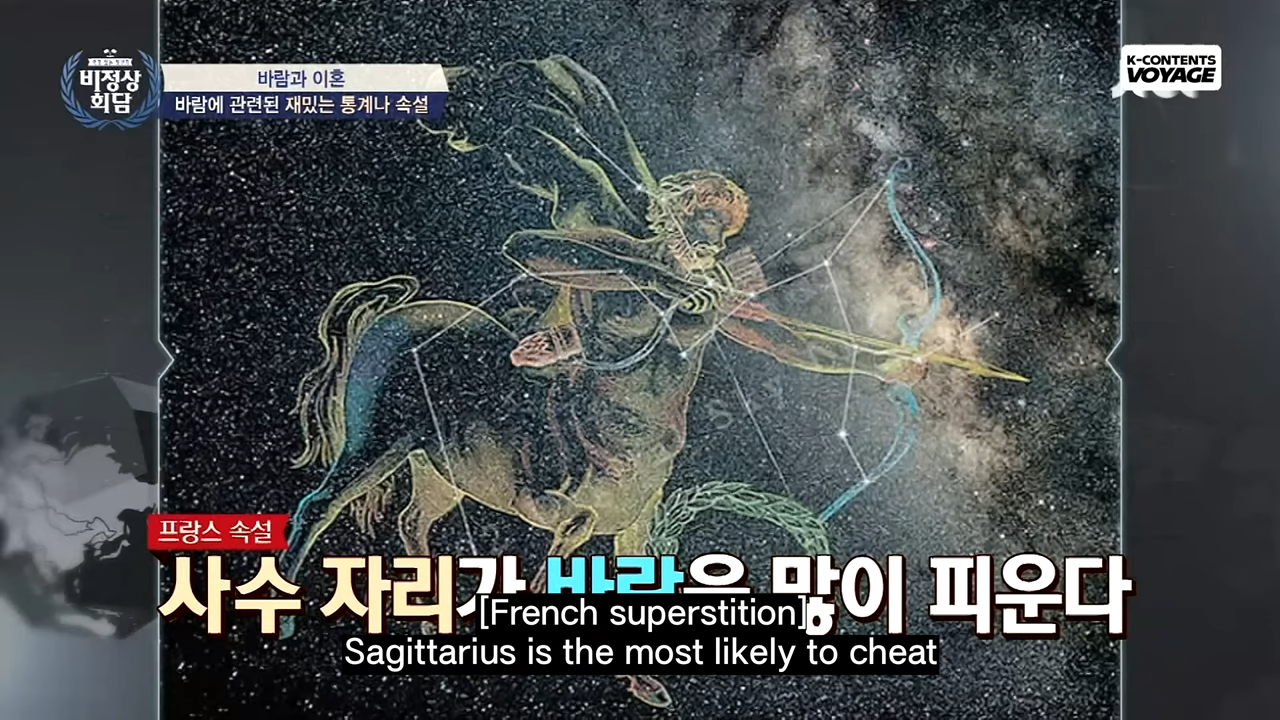 비정상
회담
바람과 이혼
바람에 관련된 재밌는 통계나 속설
K-CONTENTS
VOYAGE
프랑스 속설
사수 자리가 바람은 많이 피운다
[French superstition]
Sagittarius is the most likely to cheat